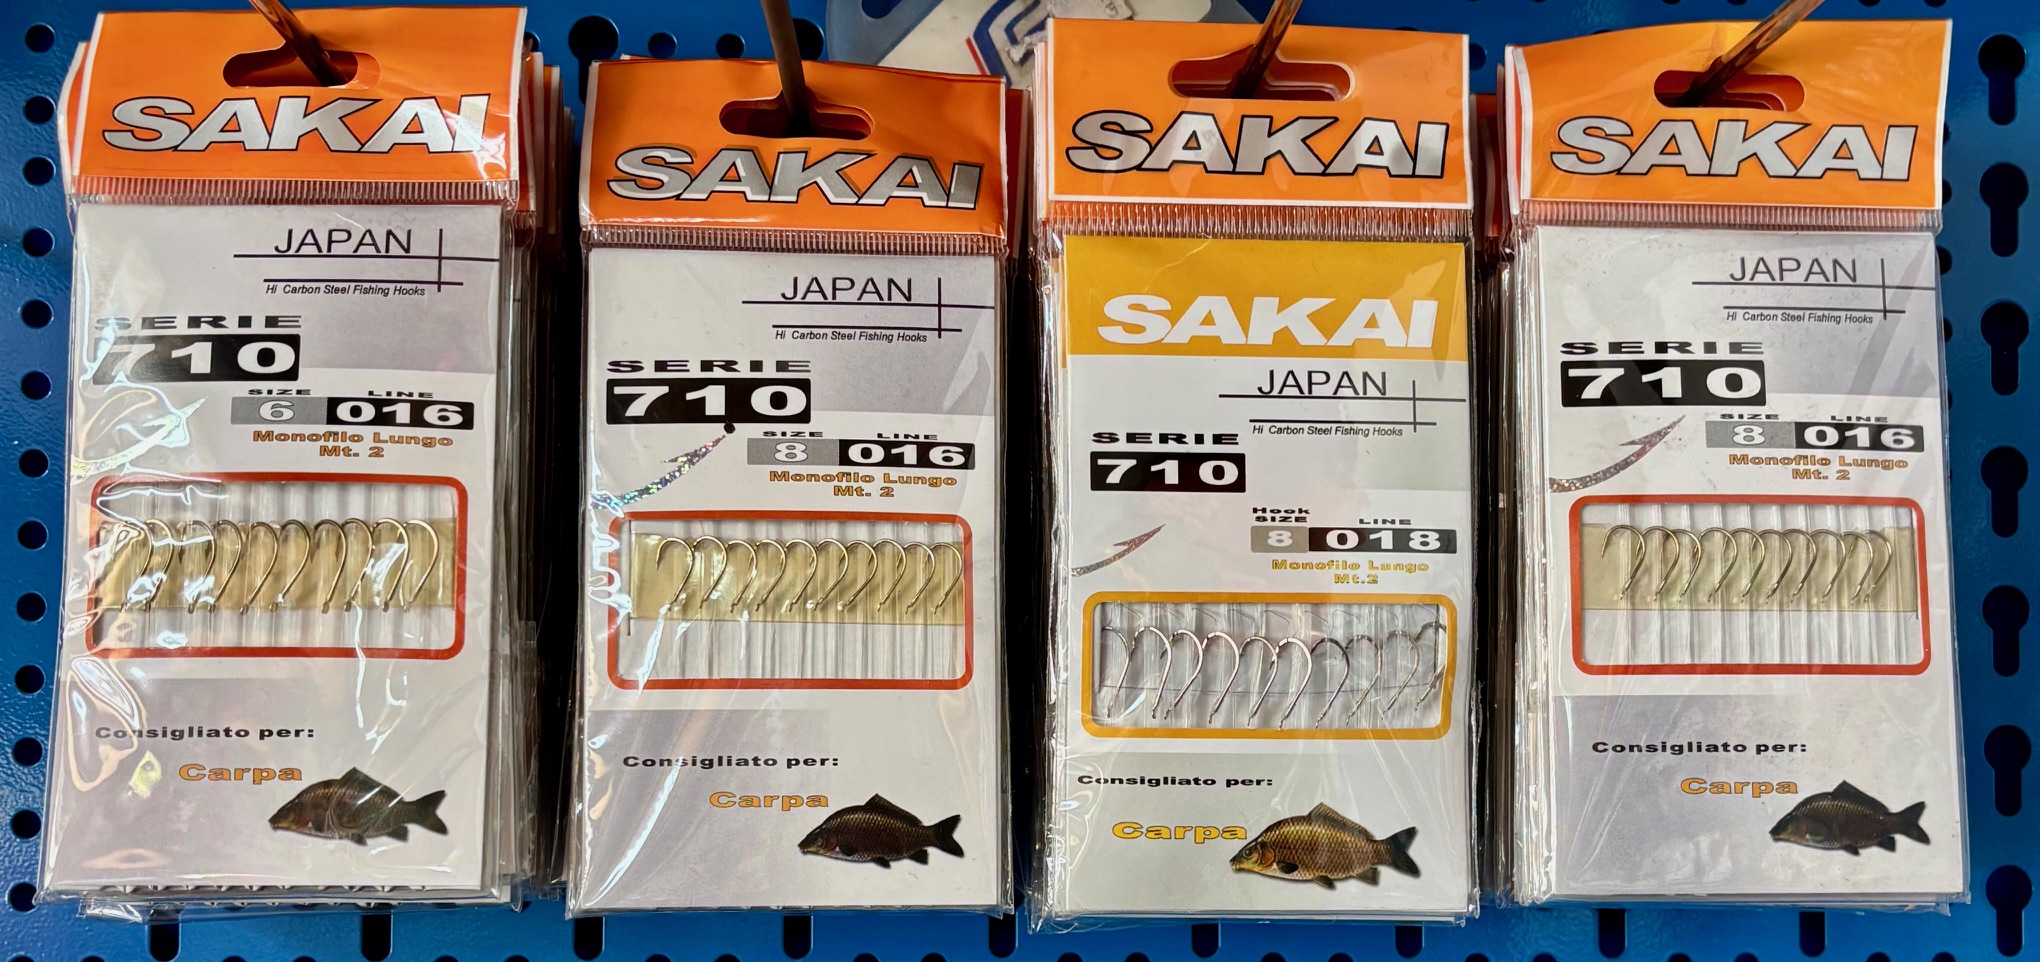 SAKAI
JAPAN
Hi Carbon Steel Fishing Hooks
SERIE
710
SIZE LINE
6 016
Monofilo Lungo
Mt. 2
Consigliato per:
Carpa
SAKAI
JAPAN
Hi Carbon Steel Fishing Hooks
SERIE
710
SIZE LINE
8 016
Monofilo Lungo
Mt. 2
Consigliato per:
Carpa
SAKAI
SAKAI
JAPAN
Hi Carbon Steel Fishing Hooks
SERIE
710
Hook
SIZE LINE
8 018
Monofilo Lungo
Mt.2
Consigliato per:
Carpa
SAKAI
JAPAN
Hi Carbon Steel Fishing Hooks
SERIE
710
SIZE LINE
8 016
Monofilo Lungo
Mt. 2
Consigliato per:
Carpa